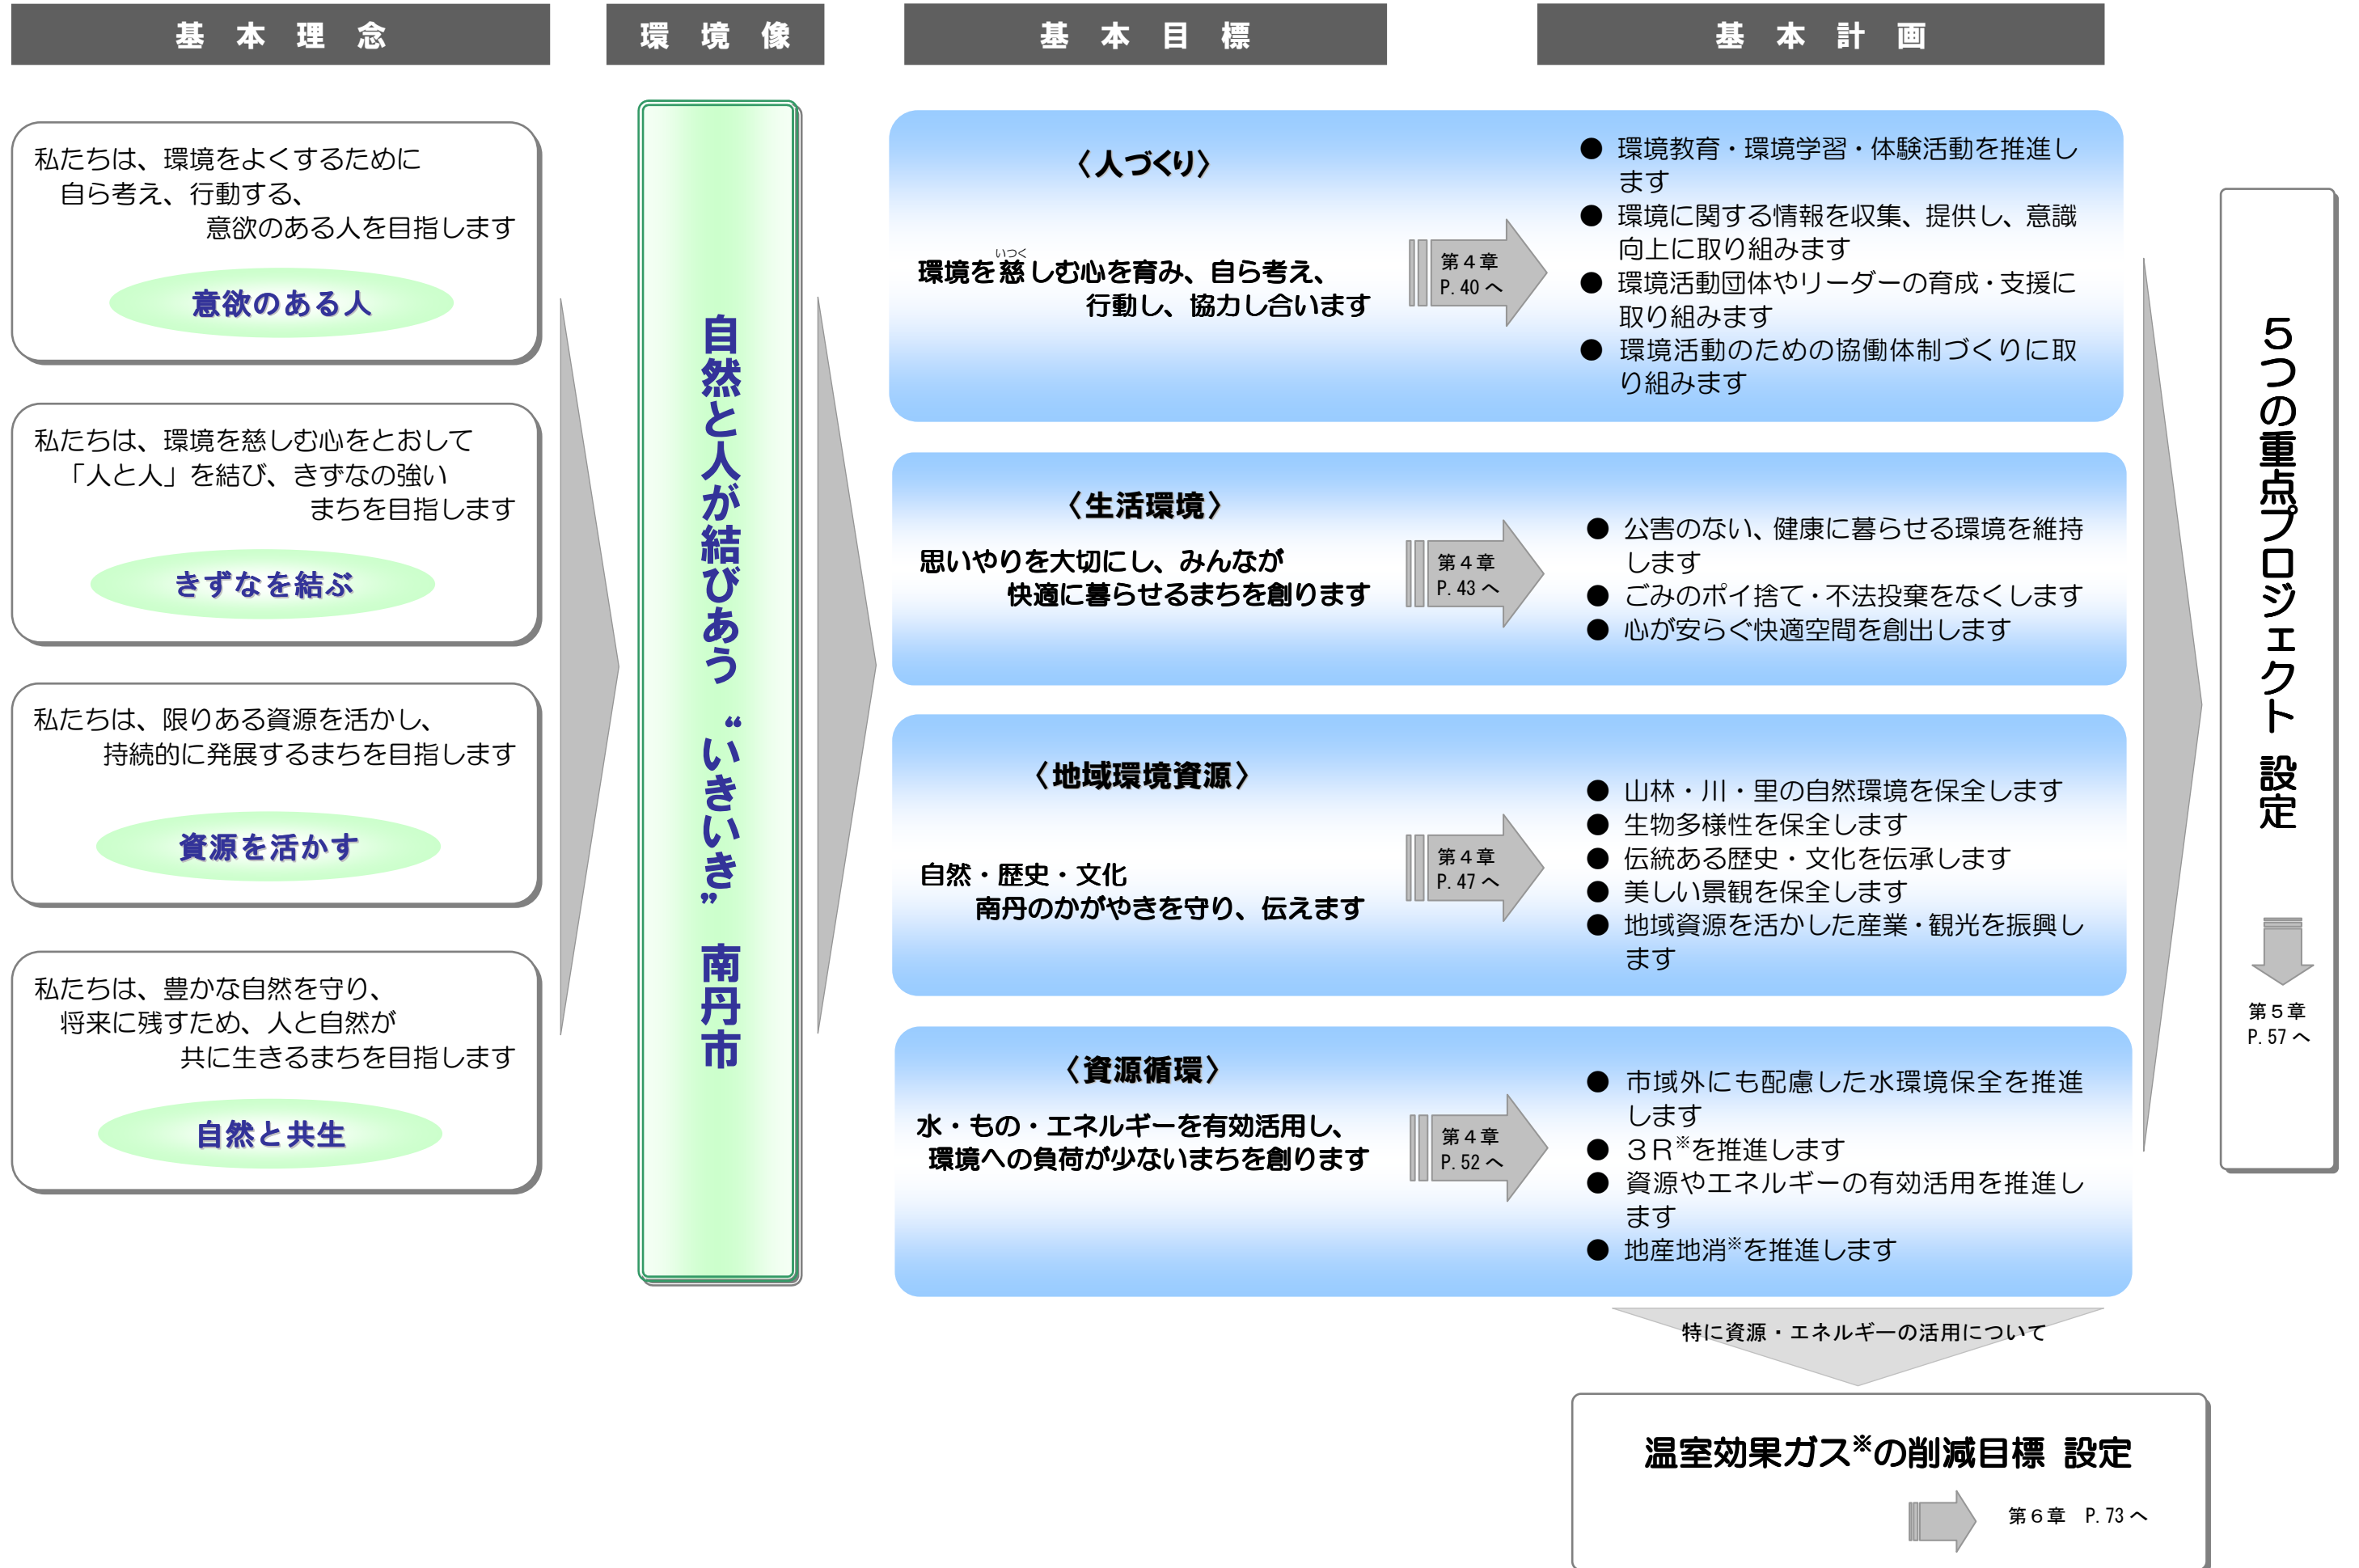 基本理念
環境像
基本目標
基本計画
私たちは、環境をよくするために
自ら考え、行動する、
意欲のある人を目指します
意欲のある人
私たちは、環境を慈しむ心をとおして
「人と人」を結び、きずなの強い
まちを目指します
きずなを結ぶ
私たちは、限りある資源を活かし、
持続的に発展するまちを目指します
資源を活かす
私たちは、豊かな自然を守り、
将来に残すため、人と自然が
共に生きるまちを目指します
自然と共生
自然と人が結びあう“いきいき” 南丹市
〈人づくり〉
いつく
環境を慈しむ心を育み、自ら考え、
行動し、協力し合います
第4章
P.40へ
● 環境教育・環境学習・体験活動を推進し
ます
● 環境に関する情報を収集、提供し、意識
向上に取り組みます
● 環境活動団体やリーダーの育成・支援に
取り組みます
● 環境活動のための協働体制づくりに取
り組みます
〈生活環境〉
思いやりを大切にし、みんなが
快適に暮らせるまちを創ります
第4章
P.43へ
● 公害のない、健康に暮らせる環境を維持
します
● ごみのポイ捨て・不法投棄をなくします
● 心が安らぐ快適空間を創出します
〈地域環境資源〉
自然・歴史・文化
南丹のかがやきを守り、伝えます
第4章
P.47へ
● 山林・川・里の自然環境を保全します
● 生物多様性を保全します
● 伝統ある歴史・文化を伝承します
● 美しい景観を保全します
● 地域資源を活かした産業・観光を振興し
ます
〈資源循環〉
水・もの・エネルギーを有効活用し、
環境への負荷が少ないまちを創ります
第4章
P.52へ
● 市域外にも配慮した水環境保全を推進
します
● 3R※を推進します
● 資源やエネルギーの有効活用を推進し
ます
● 地産地消※を推進します
5つの重点プロジェクト 設定
第5章
P.57へ
特に資源・エネルギーの活用について
温室効果ガス※の削減目標 設定
第6章 P.73へ